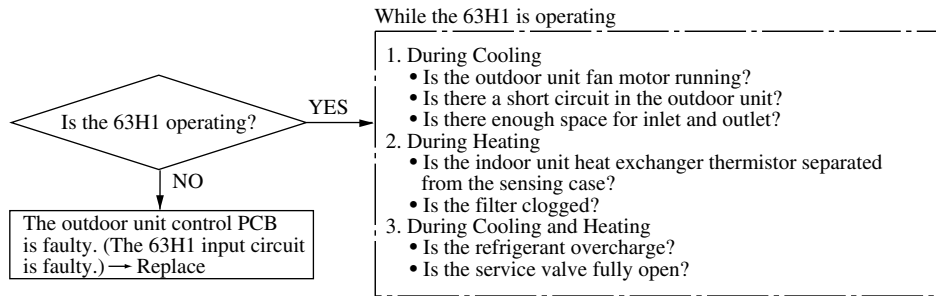 While the 63H1 is operating
Is the 63H1 operating?
YES
NO
The outdoor unit control PCB
is faulty. (The 63H1 input circuit
is faulty.) → Replace
1. During Cooling
• Is the outdoor unit fan motor running?
• Is there a short circuit in the outdoor unit?
• Is there enough space for inlet and outlet?
2. During Heating
• Is the indoor unit heat exchanger thermistor separated
from the sensing case?
• Is the filter clogged?
3. During Cooling and Heating
• Is the refrigerant overcharge?
• Is the service valve fully open?